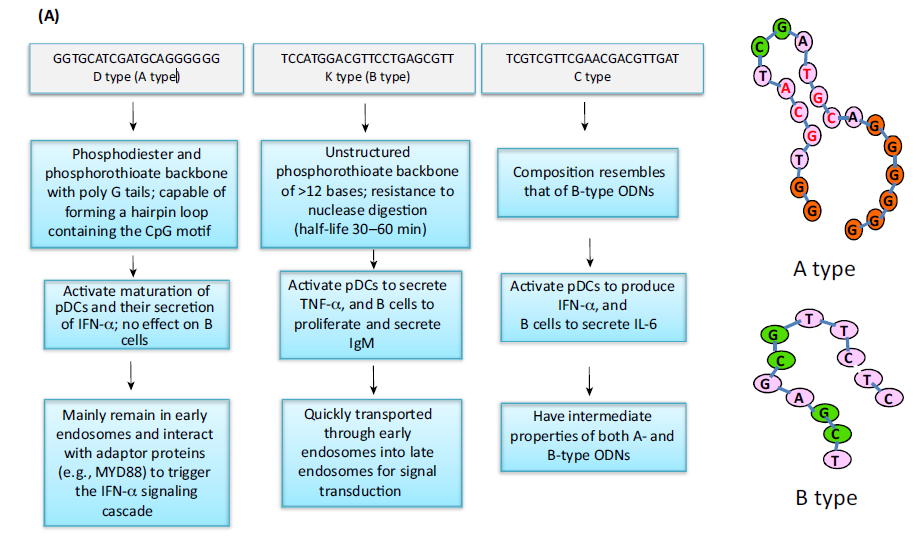 (A)
GGTGCATCGATGCAGGGGGG
D type (A type)
TCCATGGACGTTCCTGAGCGTT
K type (B type)
TCGTCGTTCGAACGACGTTGAT
C type
Phosphodiester and
phosphorothioate backbone
with poly G tails; capable of
forming a hairpin loop
containing the CpG motif
Unstructured
phosphorothioate backbone
of >12 bases; resistance to
nuclease digestion
(half-life 30–60 min)
Composition resembles
that of B-type ODNs
Activate maturation of
pDCs and their secretion
of IFN-α; no effect on B
cells
Activate pDCs to secrete
TNF-α, and B cells to
proliferate and secrete
IgM
Activate pDCs to produce
IFN-α, and
B cells to secrete IL-6
Mainly remain in early
endosomes and interact
with adaptor proteins
(e.g., MYD88) to trigger
the IFN-α signaling
cascade
Quickly transported
through early
endosomes into late
endosomes for signal
transduction
Have intermediate
properties of both A- and
B-type ODNs
G G T G C A T C G A T G C A G G G G G G
A type
T C G A G C G T T C T C
B type